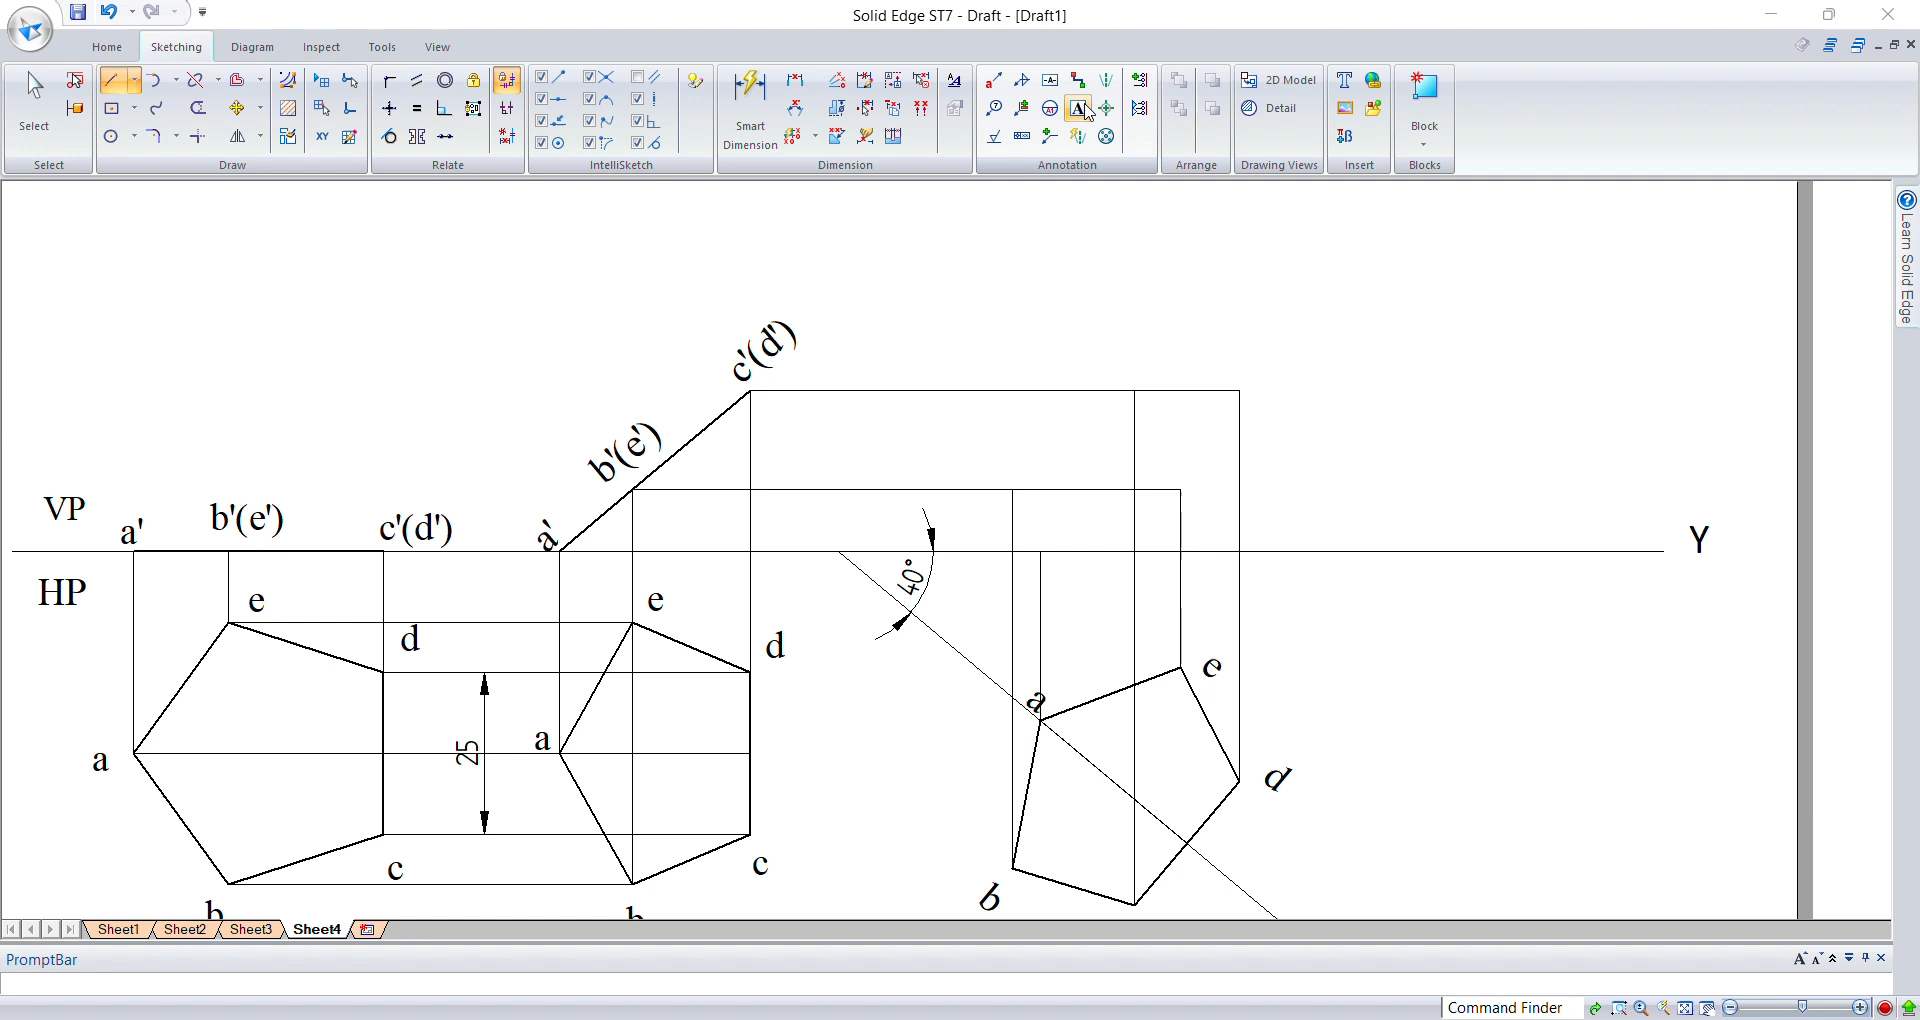 Solid Edge ST7 - Draft - [Draft1]
Home
Sketching
Diagram
Inspect
Tools
View
Select
Select
Draw
Relate
IntelliSketch
Smart
Dimension
Dimension
Annotation
Arrange
2D Model
Detail
Drawing Views
Insert
Block
Blocks
Learn Solid Edge
c'(d')
b'(e')
a'
VP
a'
b'(e')
c'(d')
Y
HP
40°
e
e
d
d
e
a
a
a
25
d
c
c
b
b
b
Sheet1
Sheet2
Sheet3
Sheet4
PromptBar
Command Finder